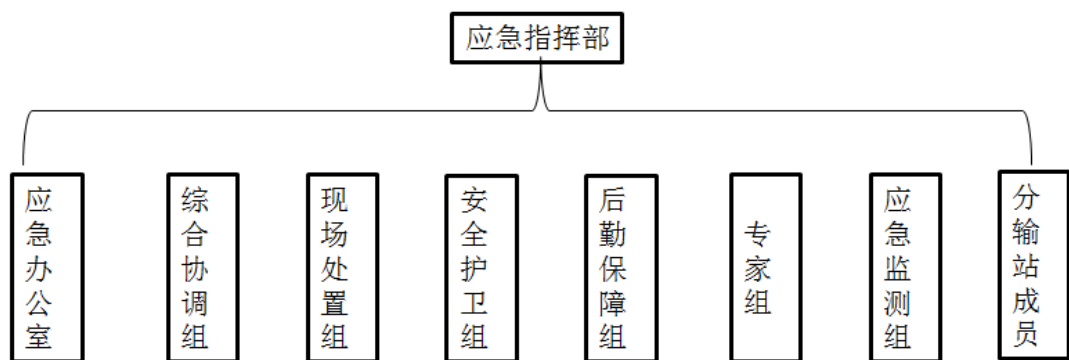 应急指挥部
应急办公室
综合协调组
现场处置组
安全护卫组
后勤保障组
专家组
应急监测组
分输站成员